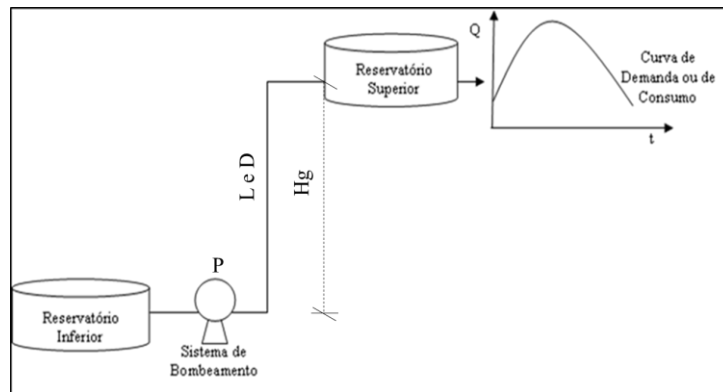 Q
Reservatório
Superior
Curva de
Demanda ou de
Consumo
t
L e D
Hg
P
Reservatório
Inferior
Sistema de
Bombeamento